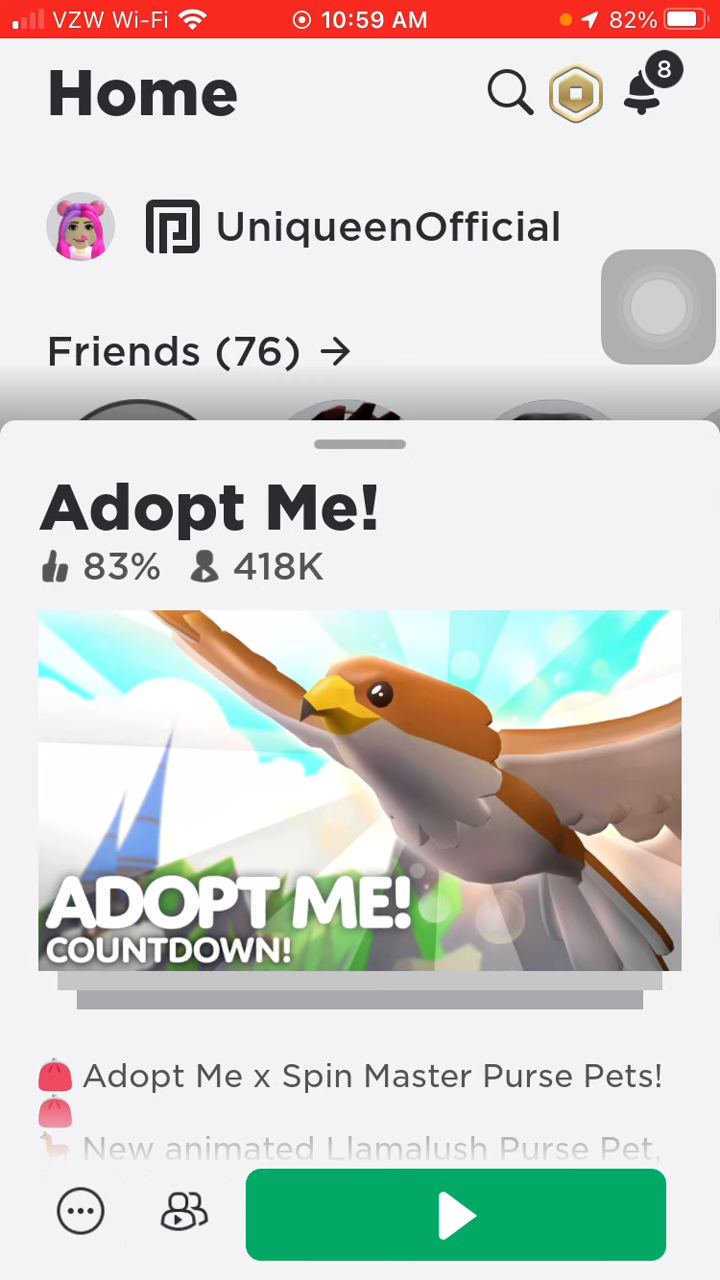 VZW Wi-Fi 10:59 AM 82%
Home
8
UniqueenOfficial
Friends (76) →
Adopt Me!
83% 418K
ADOPT ME!
COUNTDOWN!
Adopt Me x Spin Master Purse Pets!
New animated Llamalush Purse Pet,